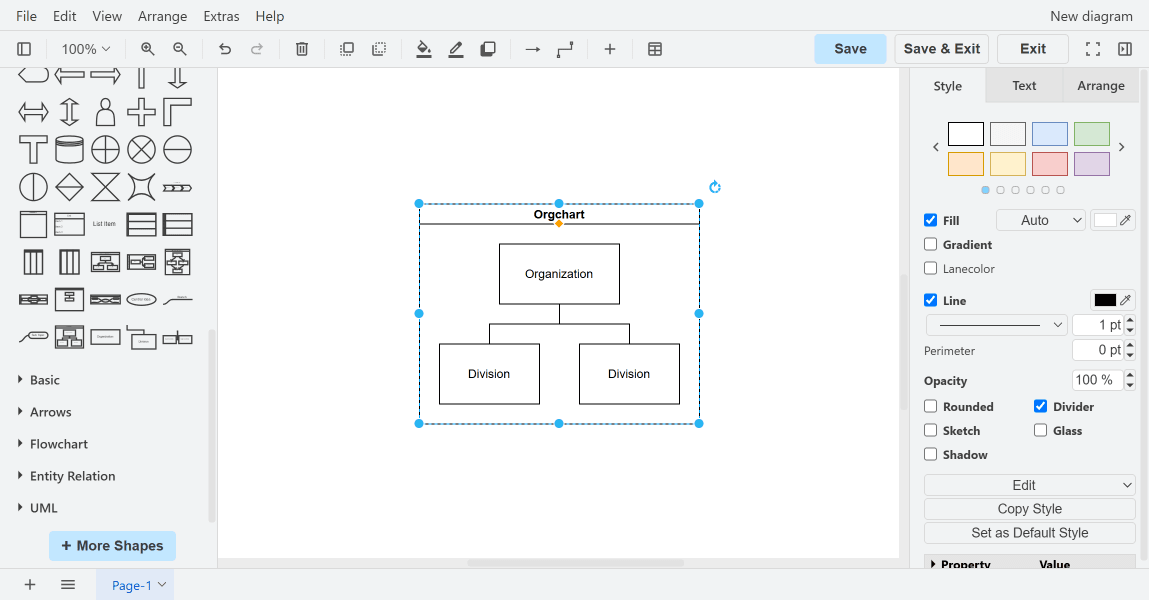 File Edit View Arrange Extras Help New diagram
100% Save Save & Exit Exit
Style Text Arrange
List Item
Orgchart
Organization
Division Division
Fill Auto
Gradient
Lanecolor
Line
1 pt
Perimeter 0 pt
Opacity 100 %
Rounded Divider
Sketch Glass
Shadow
Edit
Copy Style
Set as Default Style
Property Value
Basic
Arrows
Flowchart
Entity Relation
UML
+ More Shapes
Page-1